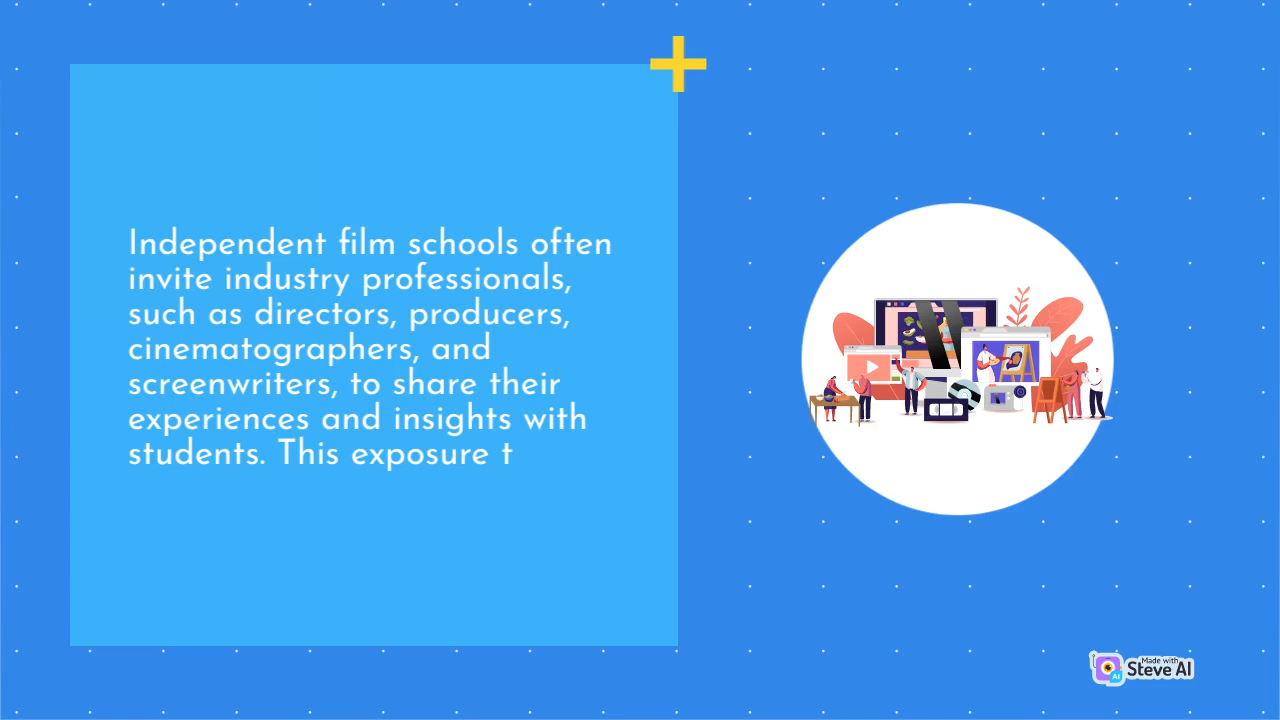 Independent film schools often
invite industry professionals,
such as directors, producers,
cinematographers, and
screenwriters, to share their
experiences and insights with
students. This exposure t
Made with
Steve AI
AI